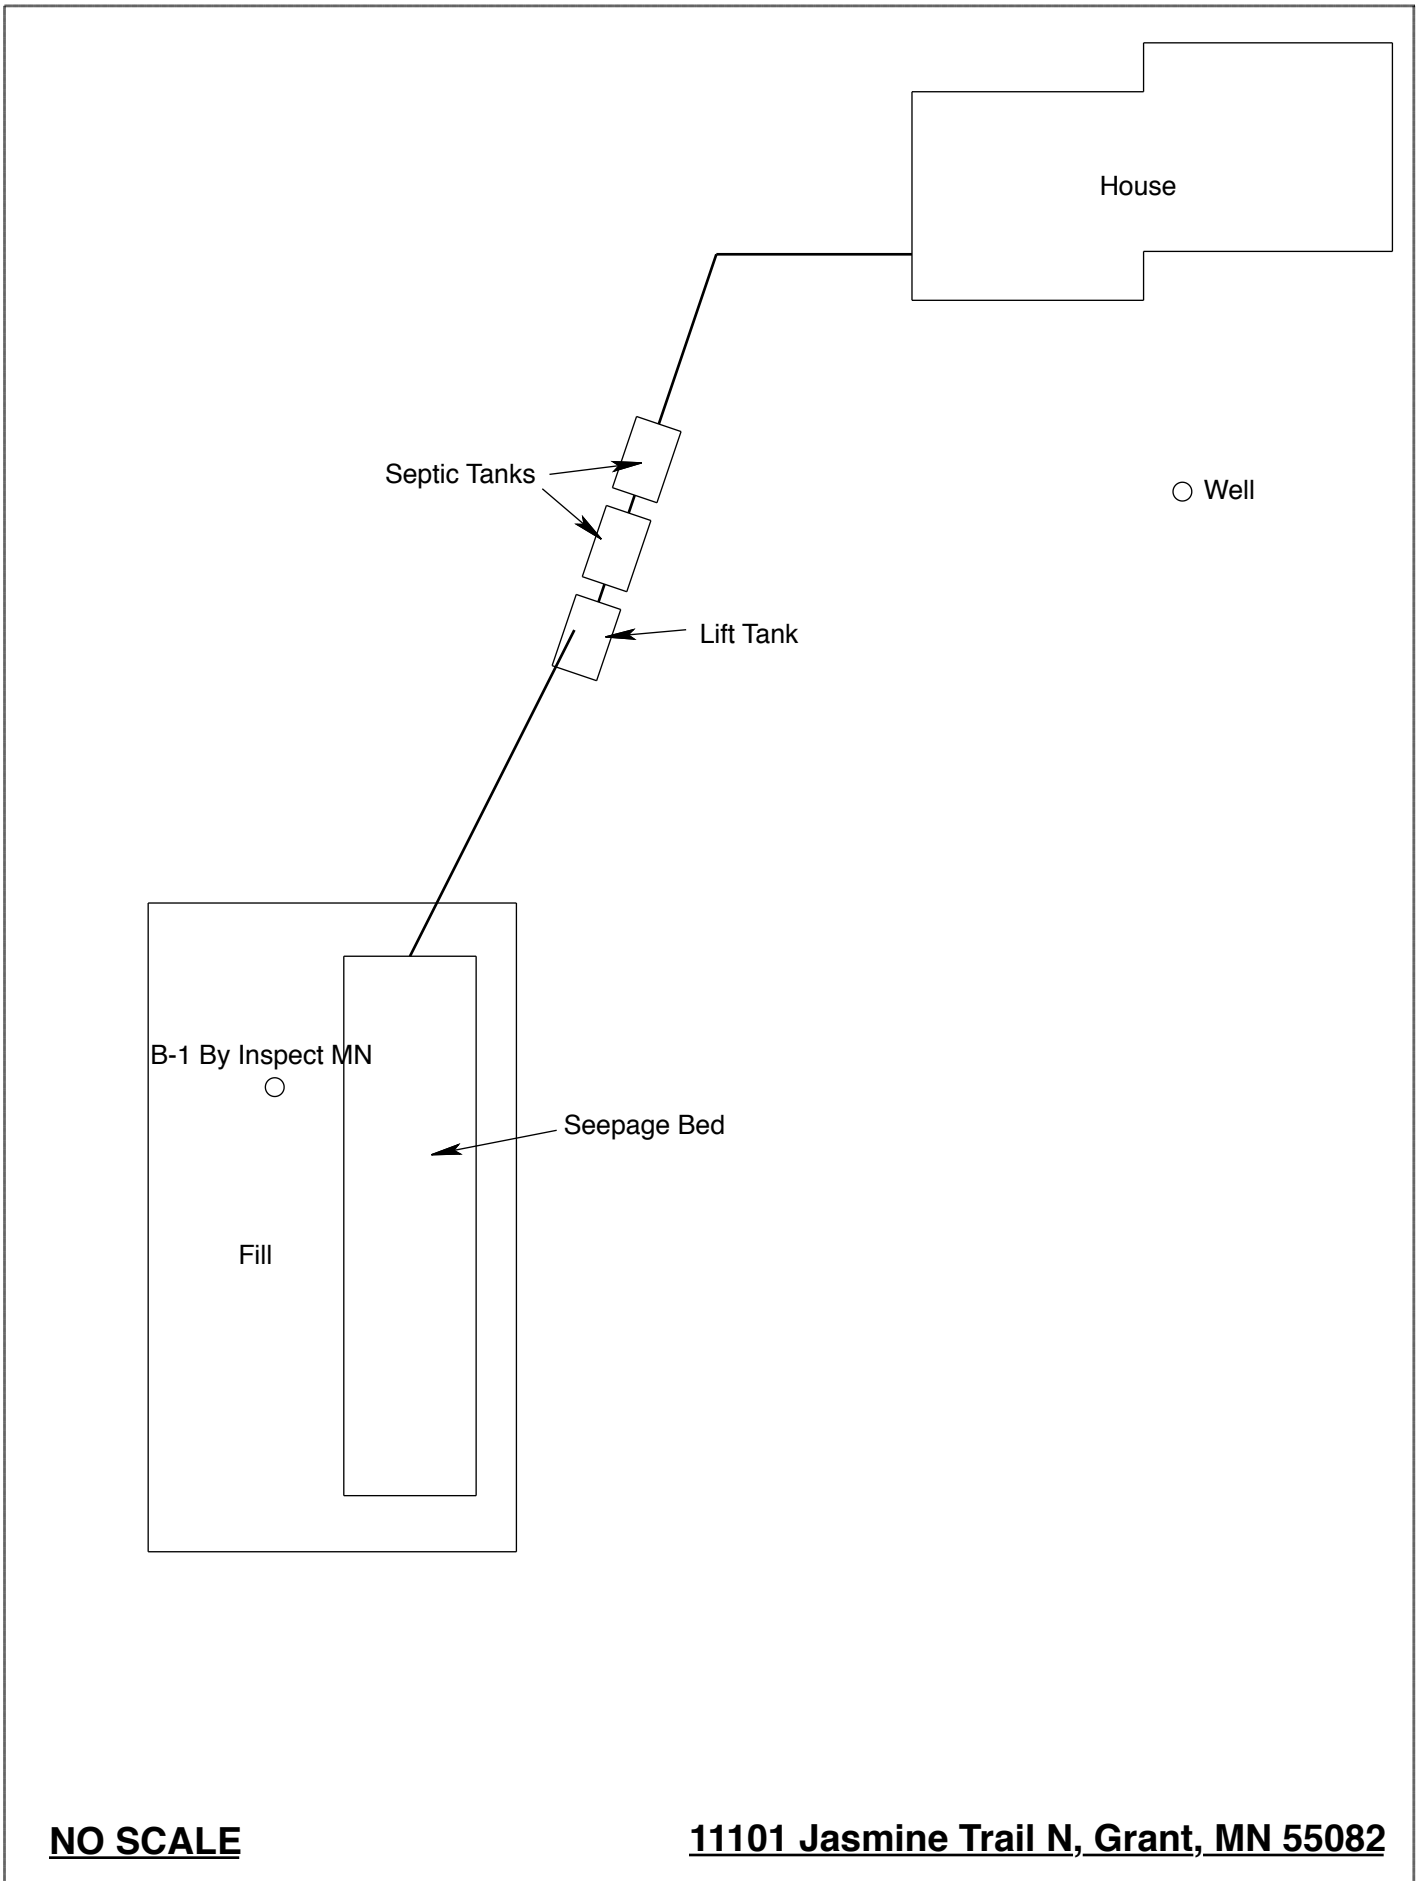 House
Septic Tanks
Well
Lift Tank
B-1 By Inspect MN
Seepage Bed
Fill
NO SCALE
11101 Jasmine Trail N, Grant, MN 55082